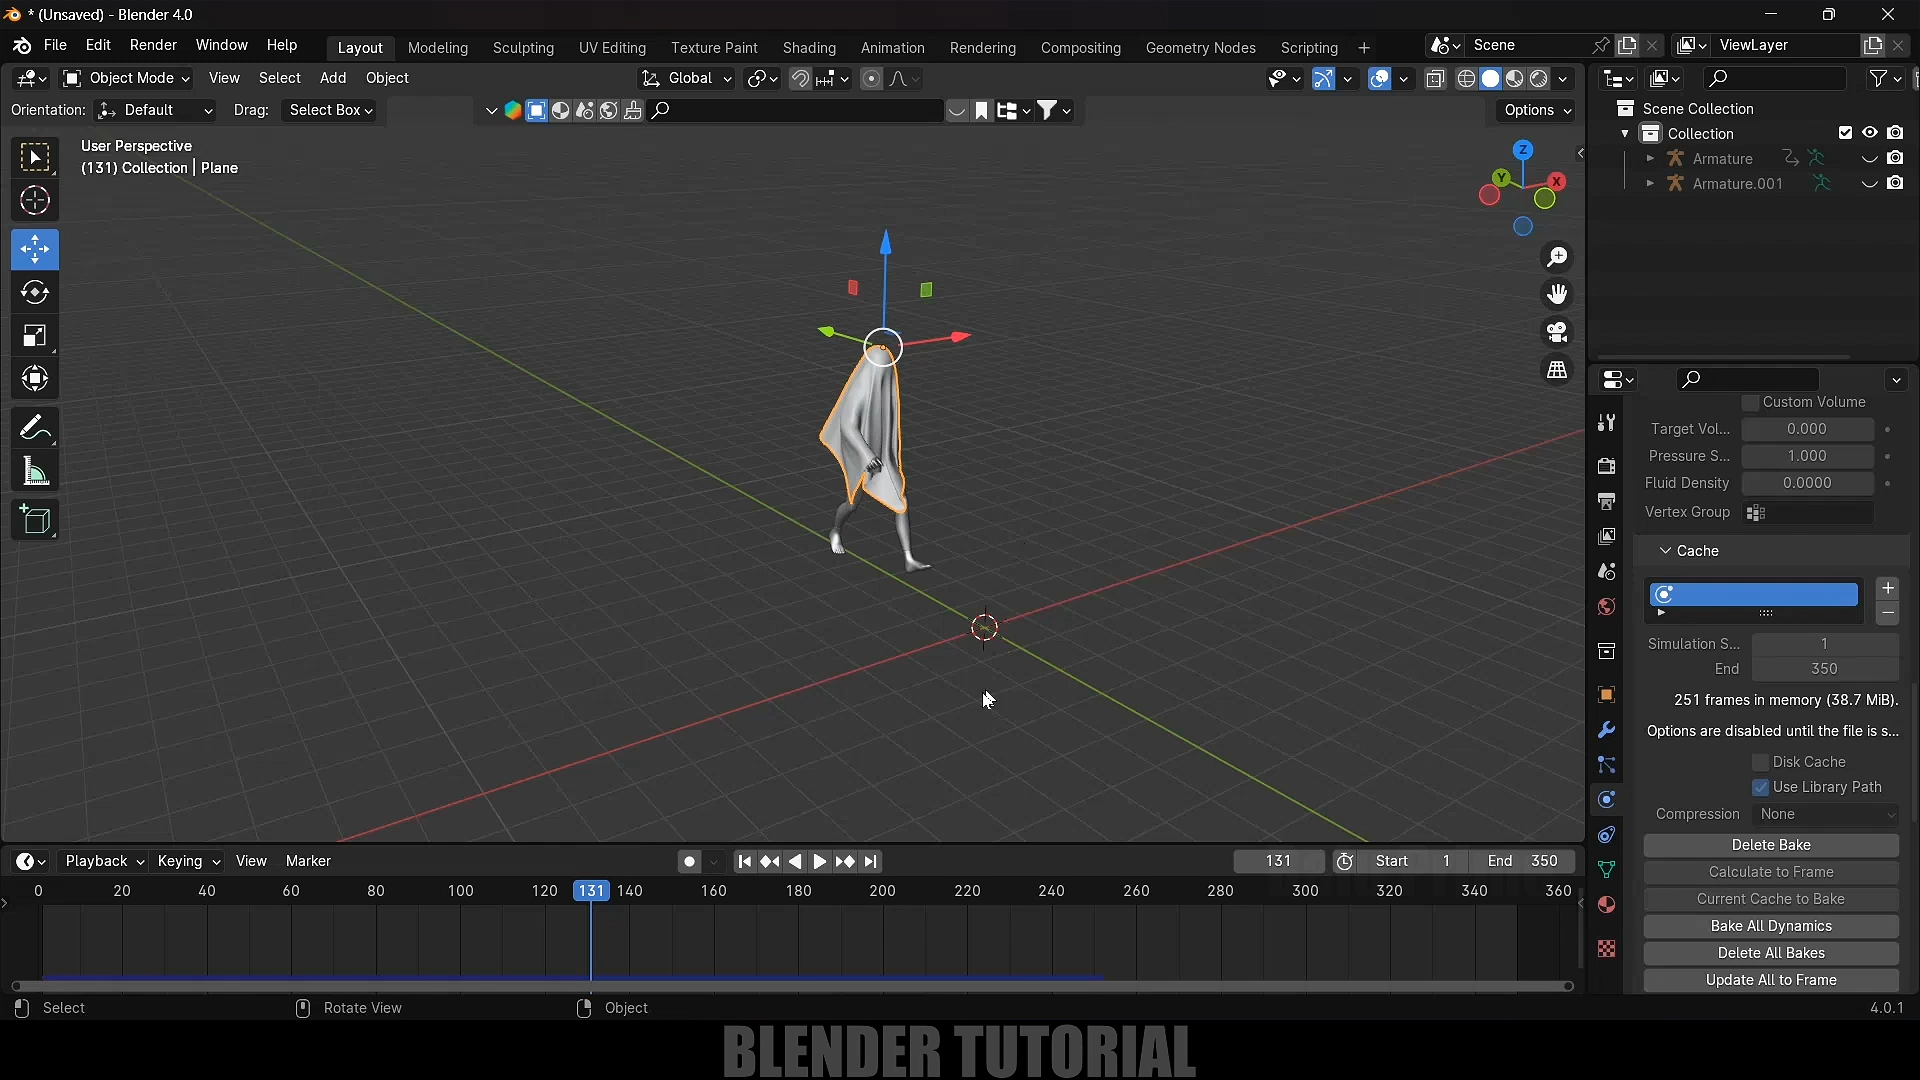 * (Unsaved) - Blender 4.0
File Edit Render Window Help Layout Modeling Sculpting UV Editing Texture Paint Shading Animation Rendering Compositing Geometry Nodes Scripting + Scene ViewLayer
Object Mode View Select Add Object Global
Orientation: Default Drag: Select Box Options
User Perspective
(131) Collection | Plane
Z
Y X
Scene Collection
Collection
Armature
Armature.001
Custom Volume
Target Vol... 0.000
Pressure S... 1.000
Fluid Density 0.0000
Vertex Group
Cache
Simulation S... 1
End 350
251 frames in memory (38.7 MiB).
Options are disabled until the file is s...
Disk Cache
Use Library Path
Compression None
Delete Bake
Calculate to Frame
Current Cache to Bake
Bake All Dynamics
Delete All Bakes
Update All to Frame
Playback Keying View Marker 131 Start 1 End 350
0 20 40 60 80 100 120 131 140 160 180 200 220 240 260 280 300 320 340 360
Select Rotate View Object 4.0.1
BLENDER TUTORIAL